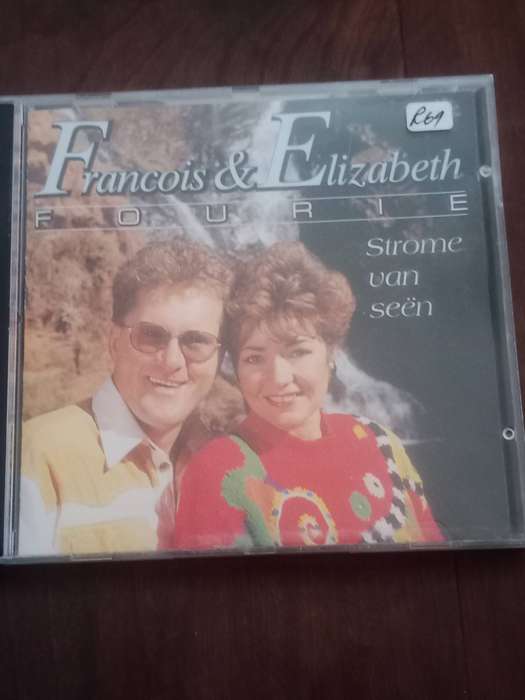 R69
Francois & Elizabeth
FOURIE
Strome
van
seën